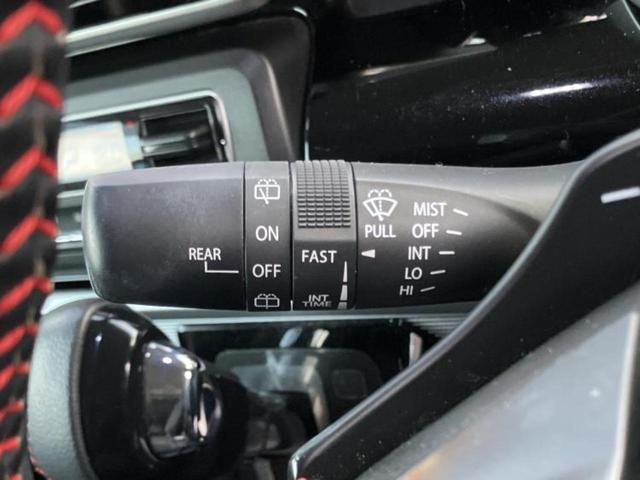 REAR
ON
OFF
FAST
INT
TIME
PULL
MIST
OFF
INT
LO
HI